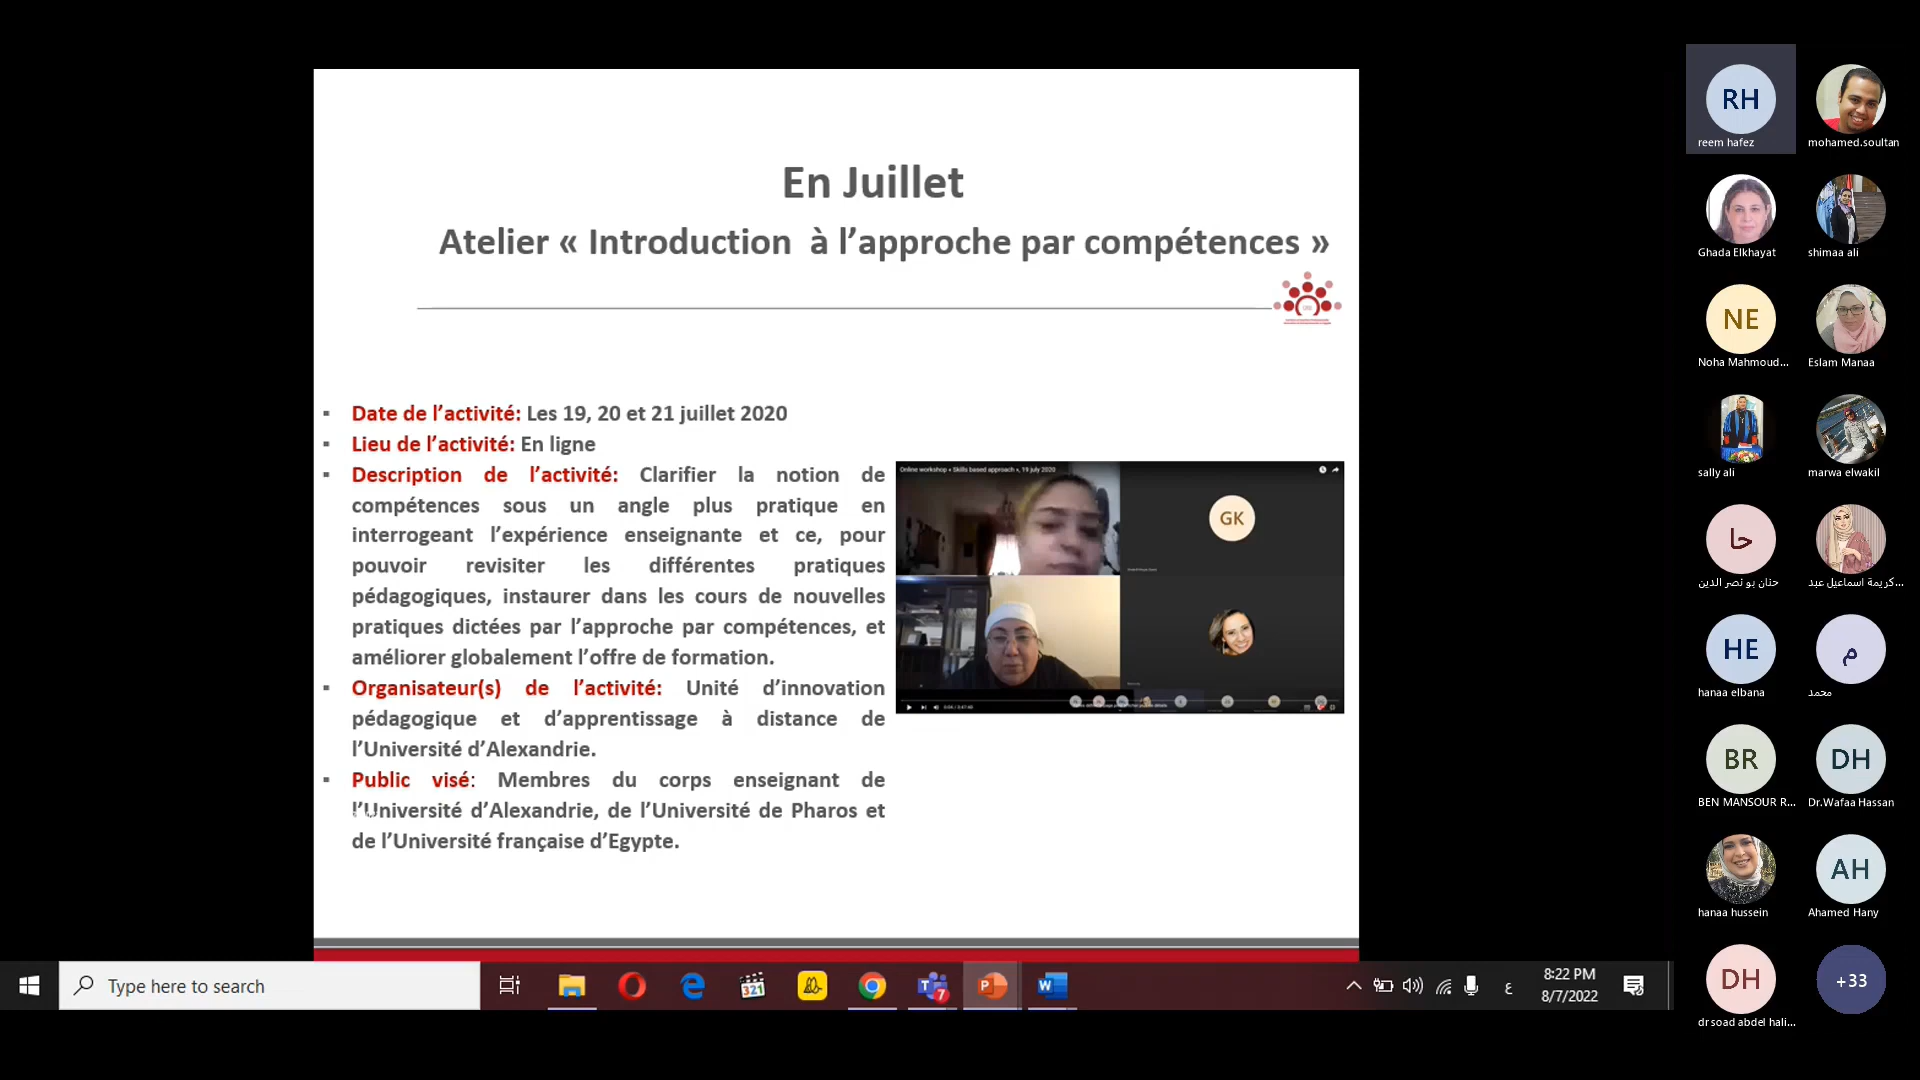 En Juillet
Atelier « Introduction à l’approche par compétences »
Date de l’activité: Les 19, 20 et 21 juillet 2020
Lieu de l’activité: En ligne
Description de l’activité: Clarifier la notion de
compétences sous un angle plus pratique en
interrogeant l’expérience enseignante et ce, pour
pouvoir revisiter les différentes pratiques
pédagogiques, instaurer dans les cours de nouvelles
pratiques dictées par l’approche par compétences, et
améliorer globalement l’offre de formation.
Organisateur(s) de l’activité: Unité d’innovation
pédagogique et d’apprentissage à distance de
l’Université d’Alexandrie.
Public visé: Membres du corps enseignant de
l’Université d’Alexandrie, de l’Université de Pharos et
de l’Université française d’Egypte.
Online workshop « Skills based approach », 19 july 2020
GK
RH
reem hafez
mohamed.soultan
Ghada Elkhayat
shimaa ali
NE
Noha Mahmoud...
Eslam Manaa
sally ali
marwa elwakil
حا
حنان بو نصر الدين
كريمة اسماعيل عبد...
HE
hanaa elbana
م
محمد
BR
BEN MANSOUR R...
DH
Dr.Wafaa Hassan
hanaa hussein
AH
Ahamed Hany
DH
dr soad abdel hali...
+33
Type here to search
321
7
ع
8:22 PM
8/7/2022